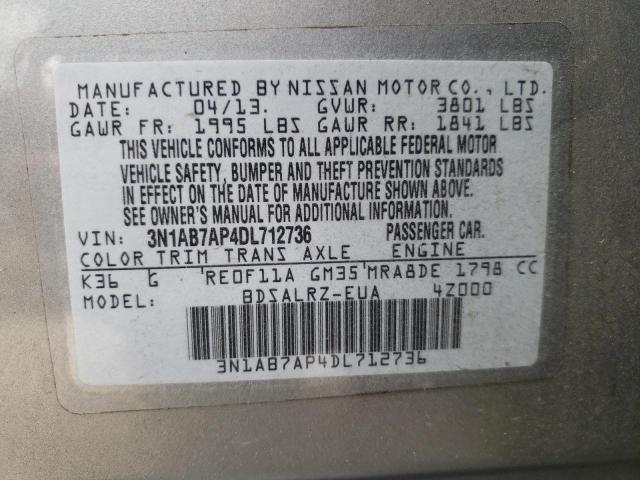 MANUFACTURED BY NISSAN MOTOR CO., LTD.
DATE: 04/13. GVWR: 3801 LBS
GAWR FR: 1995 LBS GAWR RR: 1841 LBS
THIS VEHICLE CONFORMS TO ALL APPLICABLE FEDERAL MOTOR
VEHICLE SAFETY, BUMPER AND THEFT PREVENTION STANDARDS
IN EFFECT ON THE DATE OF MANUFACTURE SHOWN ABOVE.
SEE OWNER'S MANUAL FOR ADDITIONAL INFORMATION.
VIN: 3N1AB7AP4DL712736 PASSENGER CAR.
COLOR TRIM TRANS AXLE ENGINE
K36 G 'RE0F11A GM35'MRA8DE 1798 CC
MODEL: BDSALRZ-EUA 4Z000
3N1AB7AP4DL712736